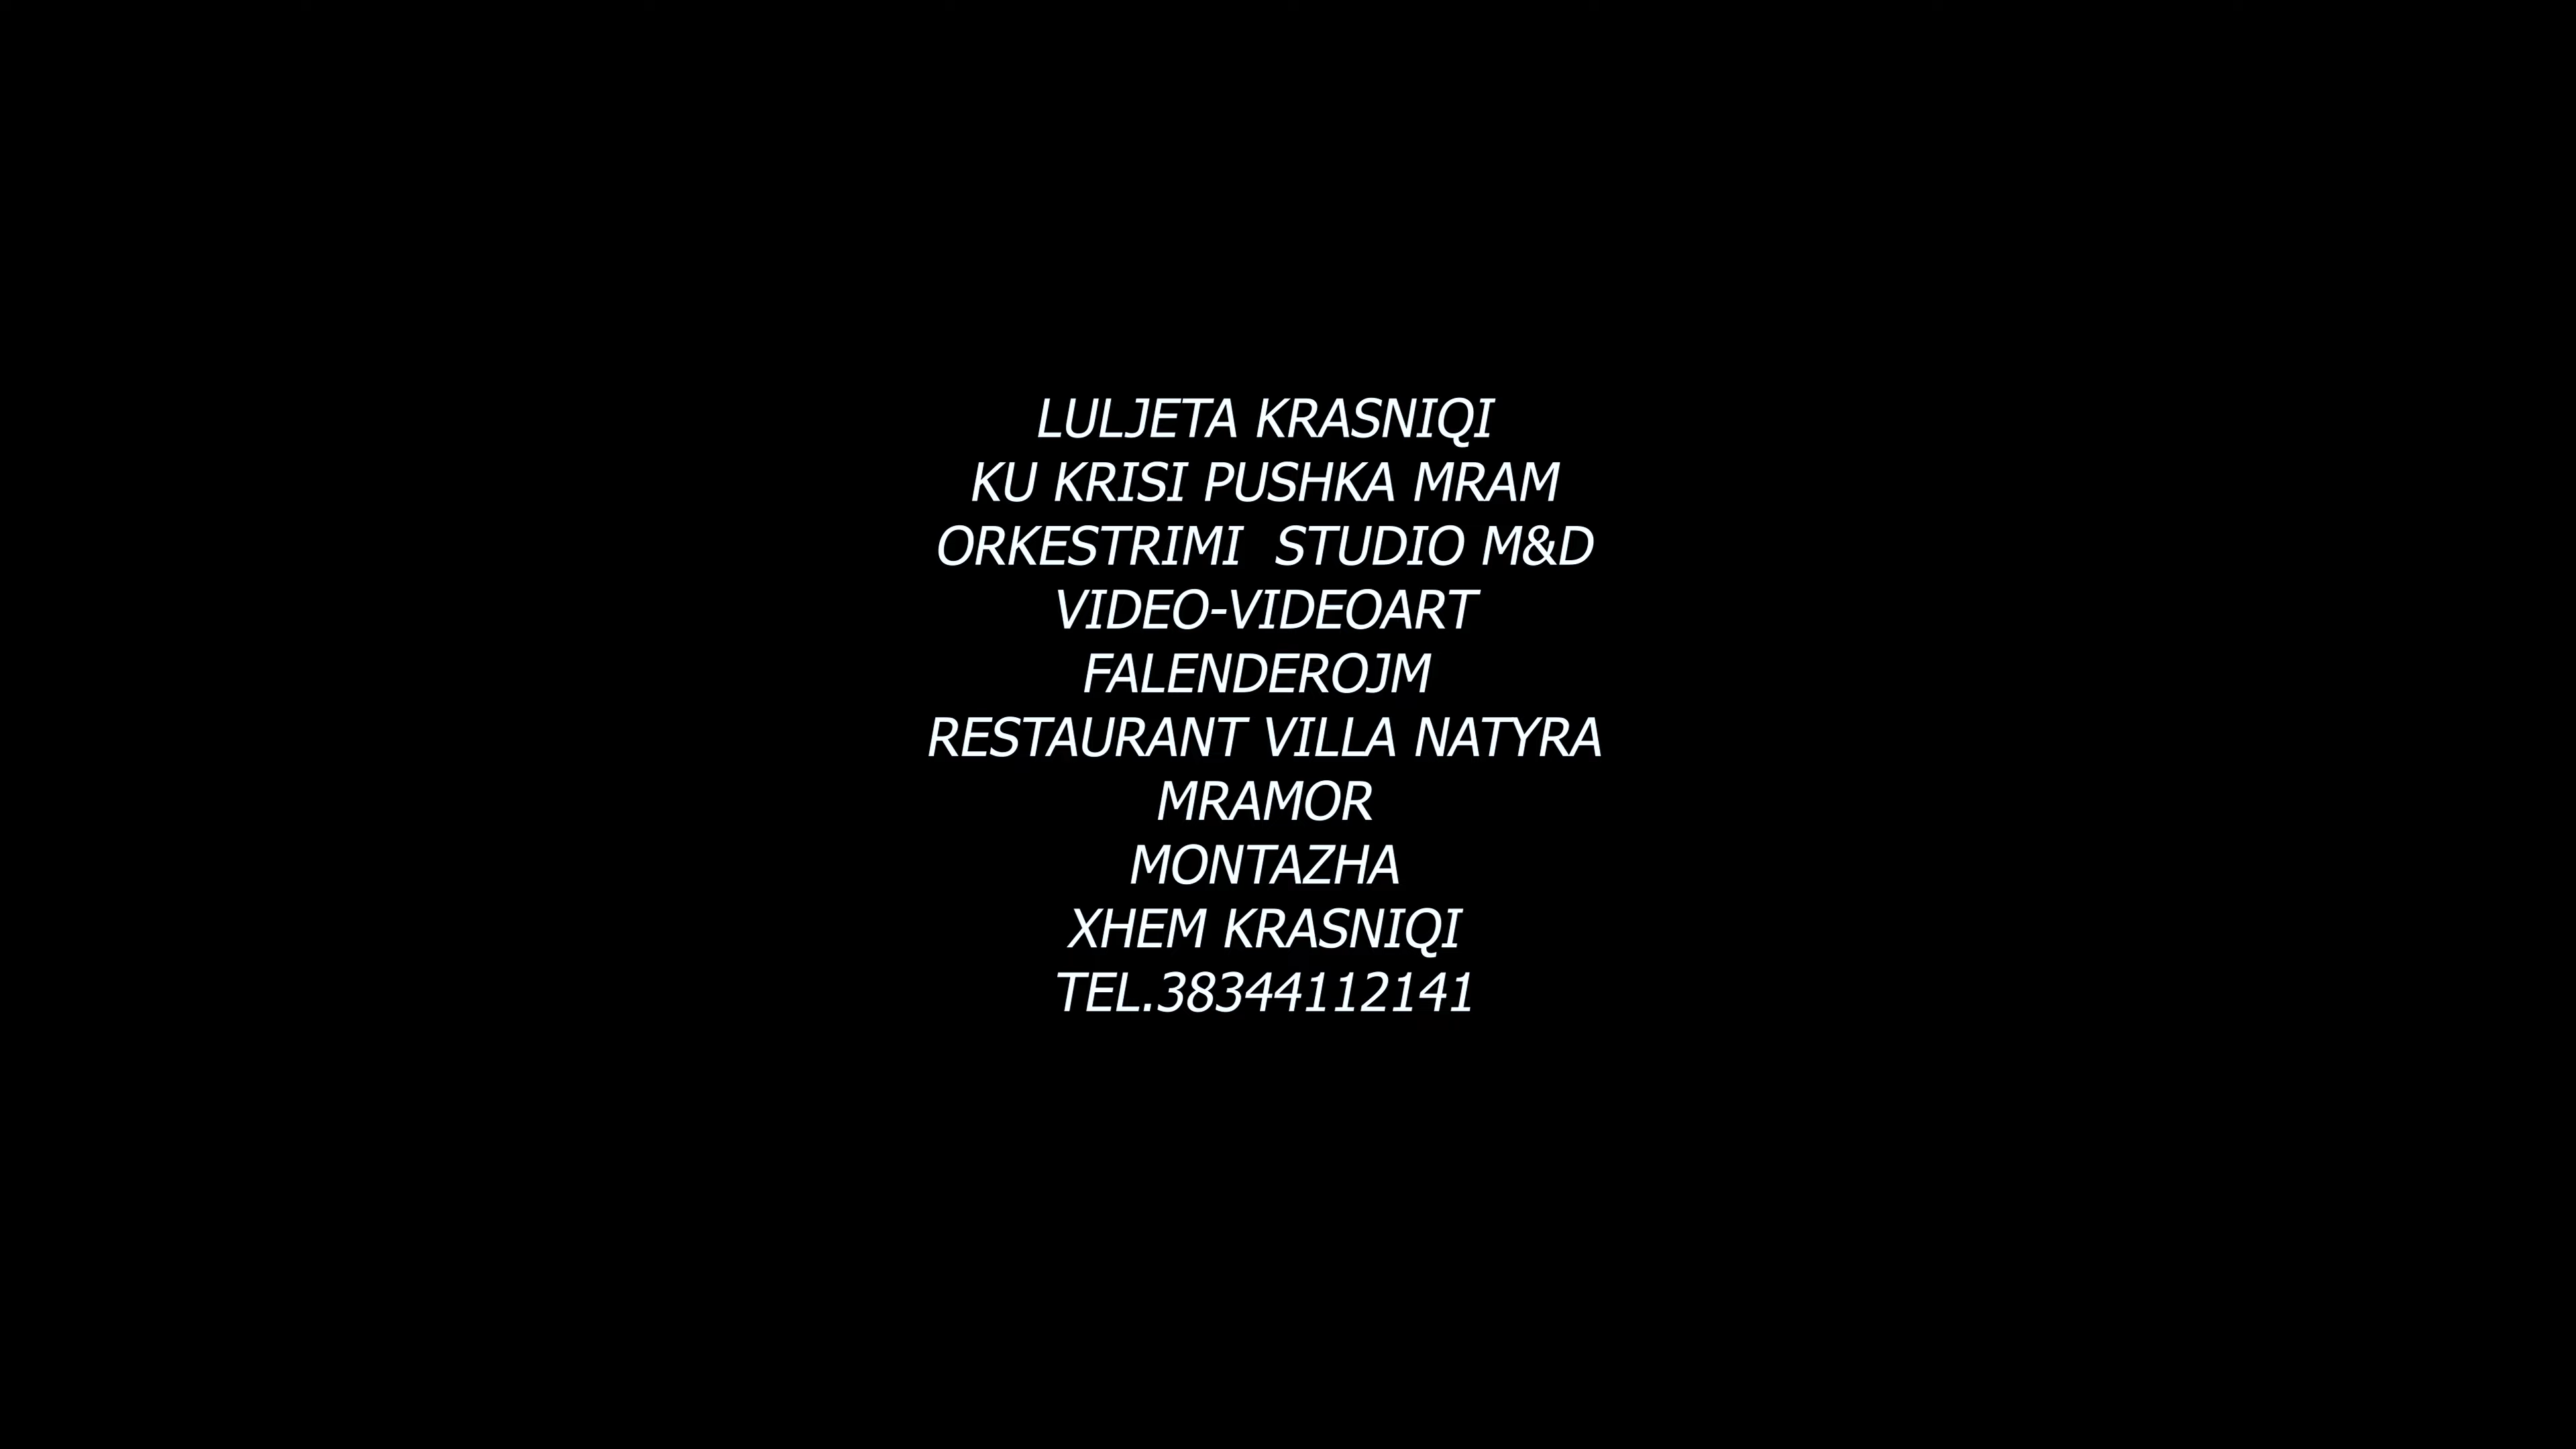 LULJETA KRASNIQI
KU KRISI PUSHKA MRAM
ORKESTRIMI  STUDIO M&D
VIDEO-VIDEOART
FALENDEROJM
RESTAURANT VILLA NATYRA
MRAMOR
MONTAZHA
XHEM KRASNIQI
TEL.38344112141